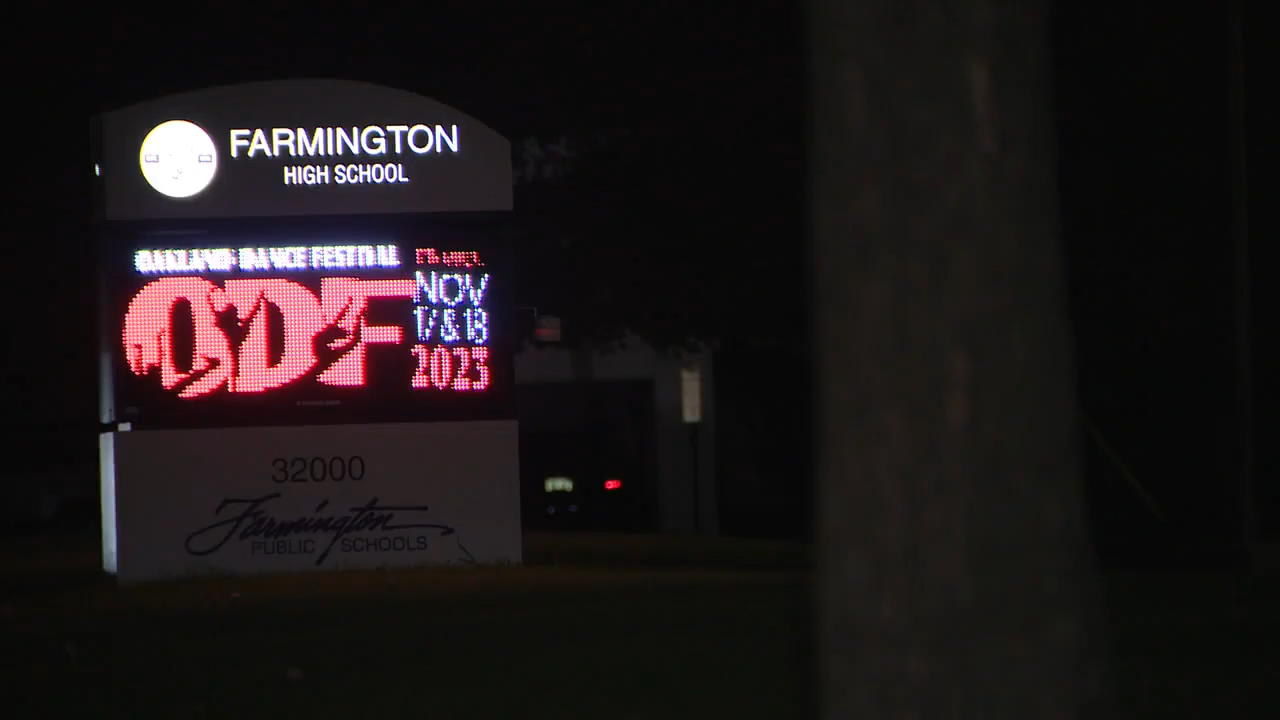 FARMINGTON
HIGH SCHOOL
OAKLAND DANCE FESTIVAL
ODF
NOV
17 & 18
2023
32000
Farmington
PUBLIC SCHOOLS